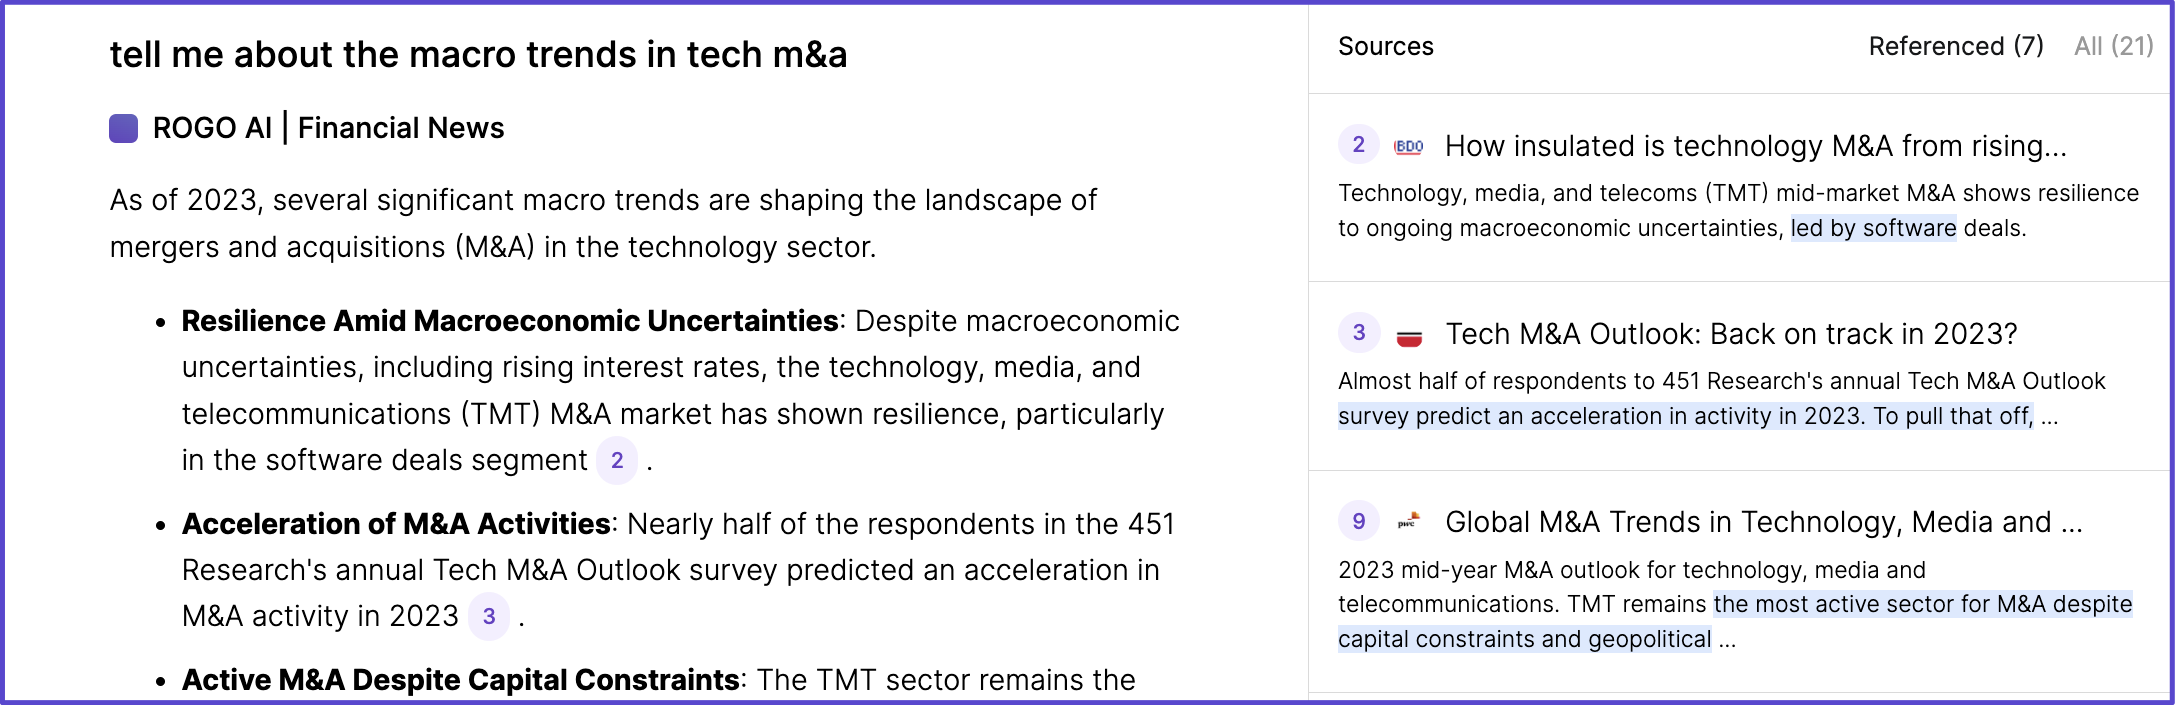 tell me about the macro trends in tech m&a
ROGO AI | Financial News
As of 2023, several significant macro trends are shaping the landscape of
mergers and acquisitions (M&A) in the technology sector.
• Resilience Amid Macroeconomic Uncertainties: Despite macroeconomic
uncertainties, including rising interest rates, the technology, media, and
telecommunications (TMT) M&A market has shown resilience, particularly
in the software deals segment 2 .
• Acceleration of M&A Activities: Nearly half of the respondents in the 451
Research's annual Tech M&A Outlook survey predicted an acceleration in
M&A activity in 2023 3 .
• Active M&A Despite Capital Constraints: The TMT sector remains the
Sources Referenced (7) All (21)
2 BDO How insulated is technology M&A from rising...
Technology, media, and telecoms (TMT) mid-market M&A shows resilience
to ongoing macroeconomic uncertainties, led by software deals.
3 Tech M&A Outlook: Back on track in 2023?
Almost half of respondents to 451 Research's annual Tech M&A Outlook
survey predict an acceleration in activity in 2023. To pull that off, ...
9 pwc Global M&A Trends in Technology, Media and ...
2023 mid-year M&A outlook for technology, media and
telecommunications. TMT remains the most active sector for M&A despite
capital constraints and geopolitical ...